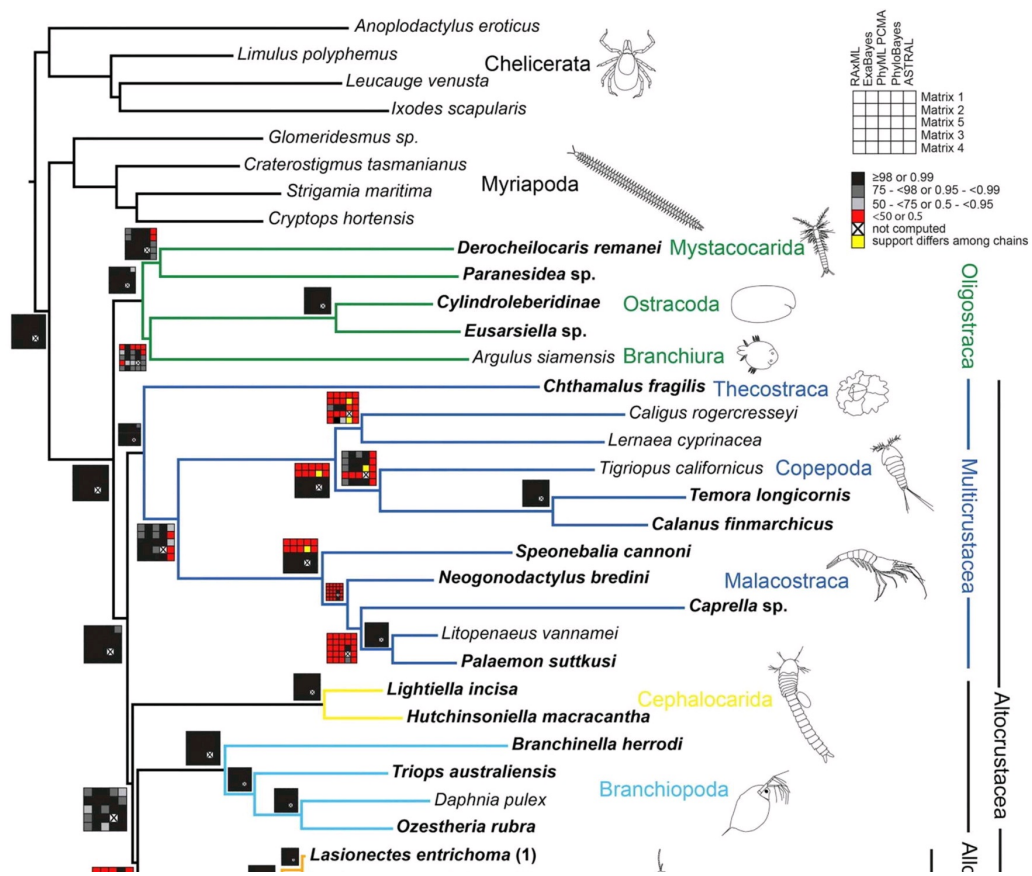 Anoplodactylus eroticus
Limulus polyphemus
Chelicerata
Leucauge venusta
Ixodes scapularis
Glomeridesmus sp.
Craterostigmus tasmanianus
Myriapoda
Strigamia maritima
Cryptops hortensis
RAxML
ExaBayes
PhyML PCMA
PhyloBayes
ASTRAL
Matrix 1
Matrix 2
Matrix 5
Matrix 3
Matrix 4
≥98 or 0.99
75 - <98 or 0.95 - <0.99
50 - <75 or 0.5 - <0.95
<50 or 0.5
not computed
support differs among chains
Derocheilocaris remanei Mystacocarida
Paranesidea sp.
Cylindroleberidinae Ostracoda
Eusarsiella sp.
Argulus siamensis Branchiura
Oligostraca
Chthamalus fragilis Thecostraca
Caligus rogercresseyi
Lernaea cyprinacea
Tigriopus californicus Copepoda
Temora longicornis
Calanus finmarchicus
Speonebalia cannoni
Neogonodactylus bredini Malacostraca
Caprella sp.
Litopenaeus vannamei
Palaemon suttkusi
Multicrustacea
Lightiella incisa
Cephalocarida
Hutchinsoniella macracantha
Branchinella herrodi
Triops australiensis
Branchiopoda
Daphnia pulex
Ozestheria rubra
Altocrustacea
Lasionectes entrichoma (1)